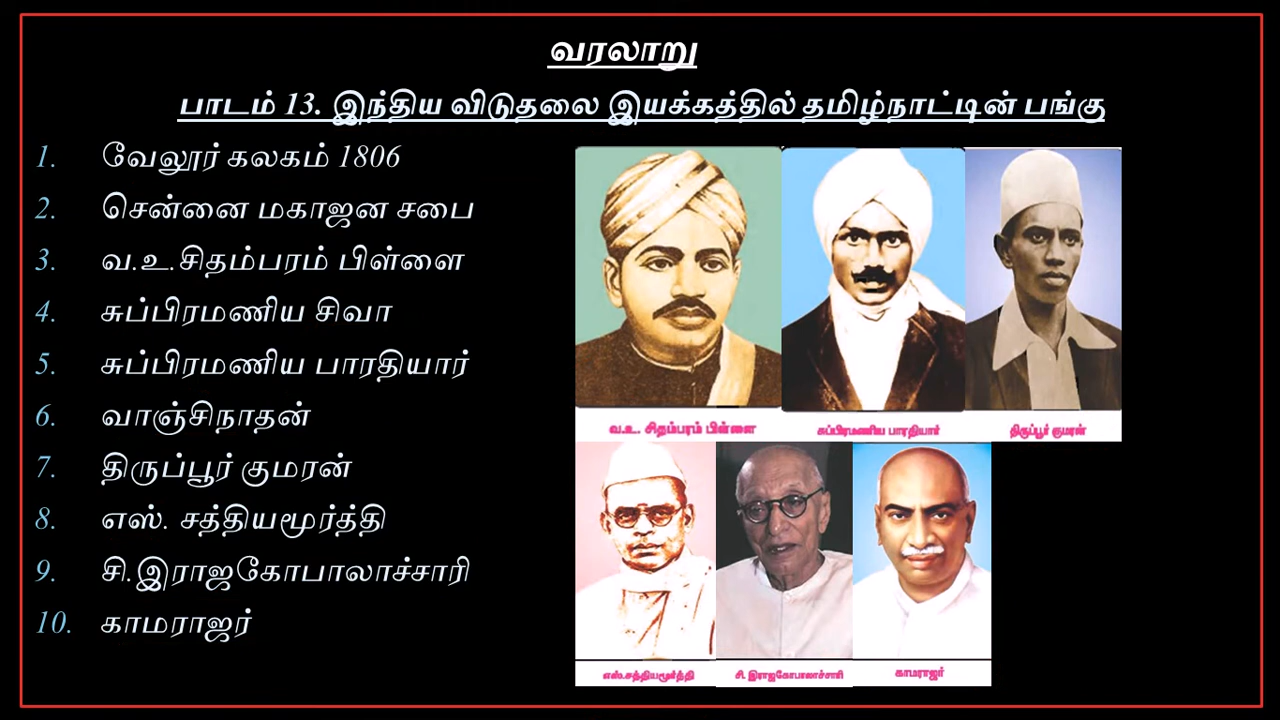 வரலாறு
பாடம் 13. இந்திய விடுதலை இயக்கத்தில் தமிழ்நாட்டின் பங்கு
1. வேலூர் கலகம் 1806
2. சென்னை மகாஜன சபை
3. வ.உ.சிதம்பரம் பிள்ளை
4. சுப்பிரமணிய சிவா
5. சுப்பிரமணிய பாரதியார்
6. வாஞ்சிநாதன்
7. திருப்பூர் குமரன்
8. எஸ். சத்தியமூர்த்தி
9. சி.இராஜகோபாலாச்சாரி
10. காமராஜர்
வ.உ. சிதம்பரம் பிள்ளை
சுப்பிரமணிய பாரதியார்
திருப்பூர் குமரன்
எஸ்.சத்தியமூர்த்தி
சி. இராஜகோபாலாச்சாரி
காமராஜர்